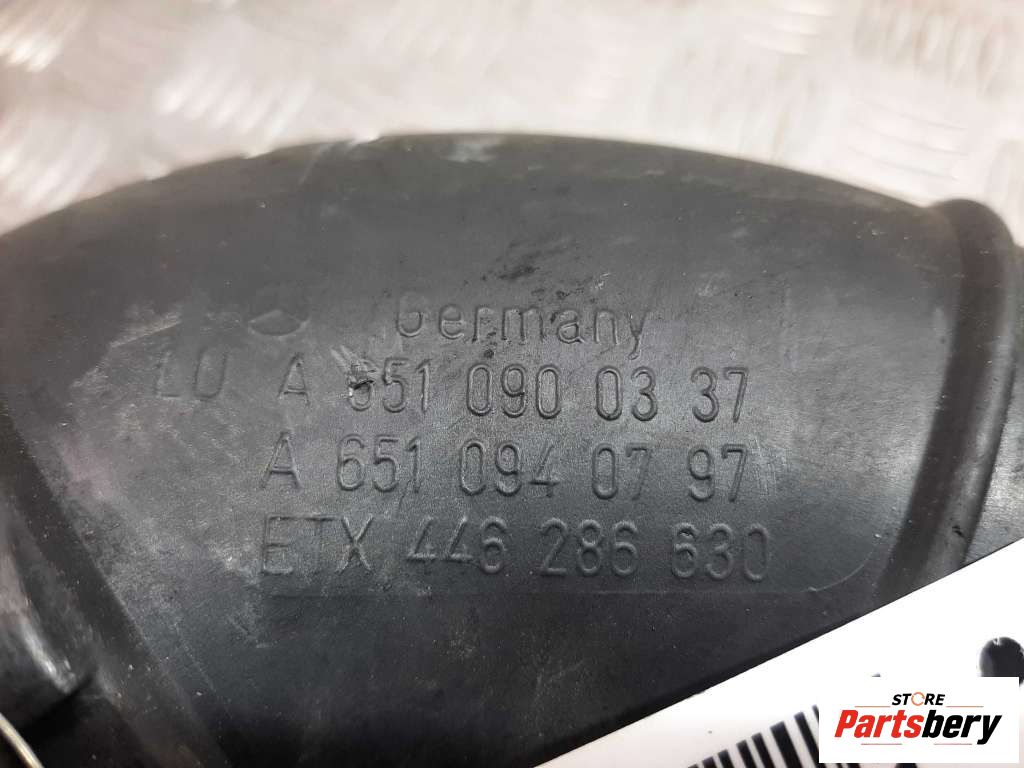 Germany
LU A 651 090 03 37
A 651 094 07 97
ETX 446 286 630
STORE
Partsbery